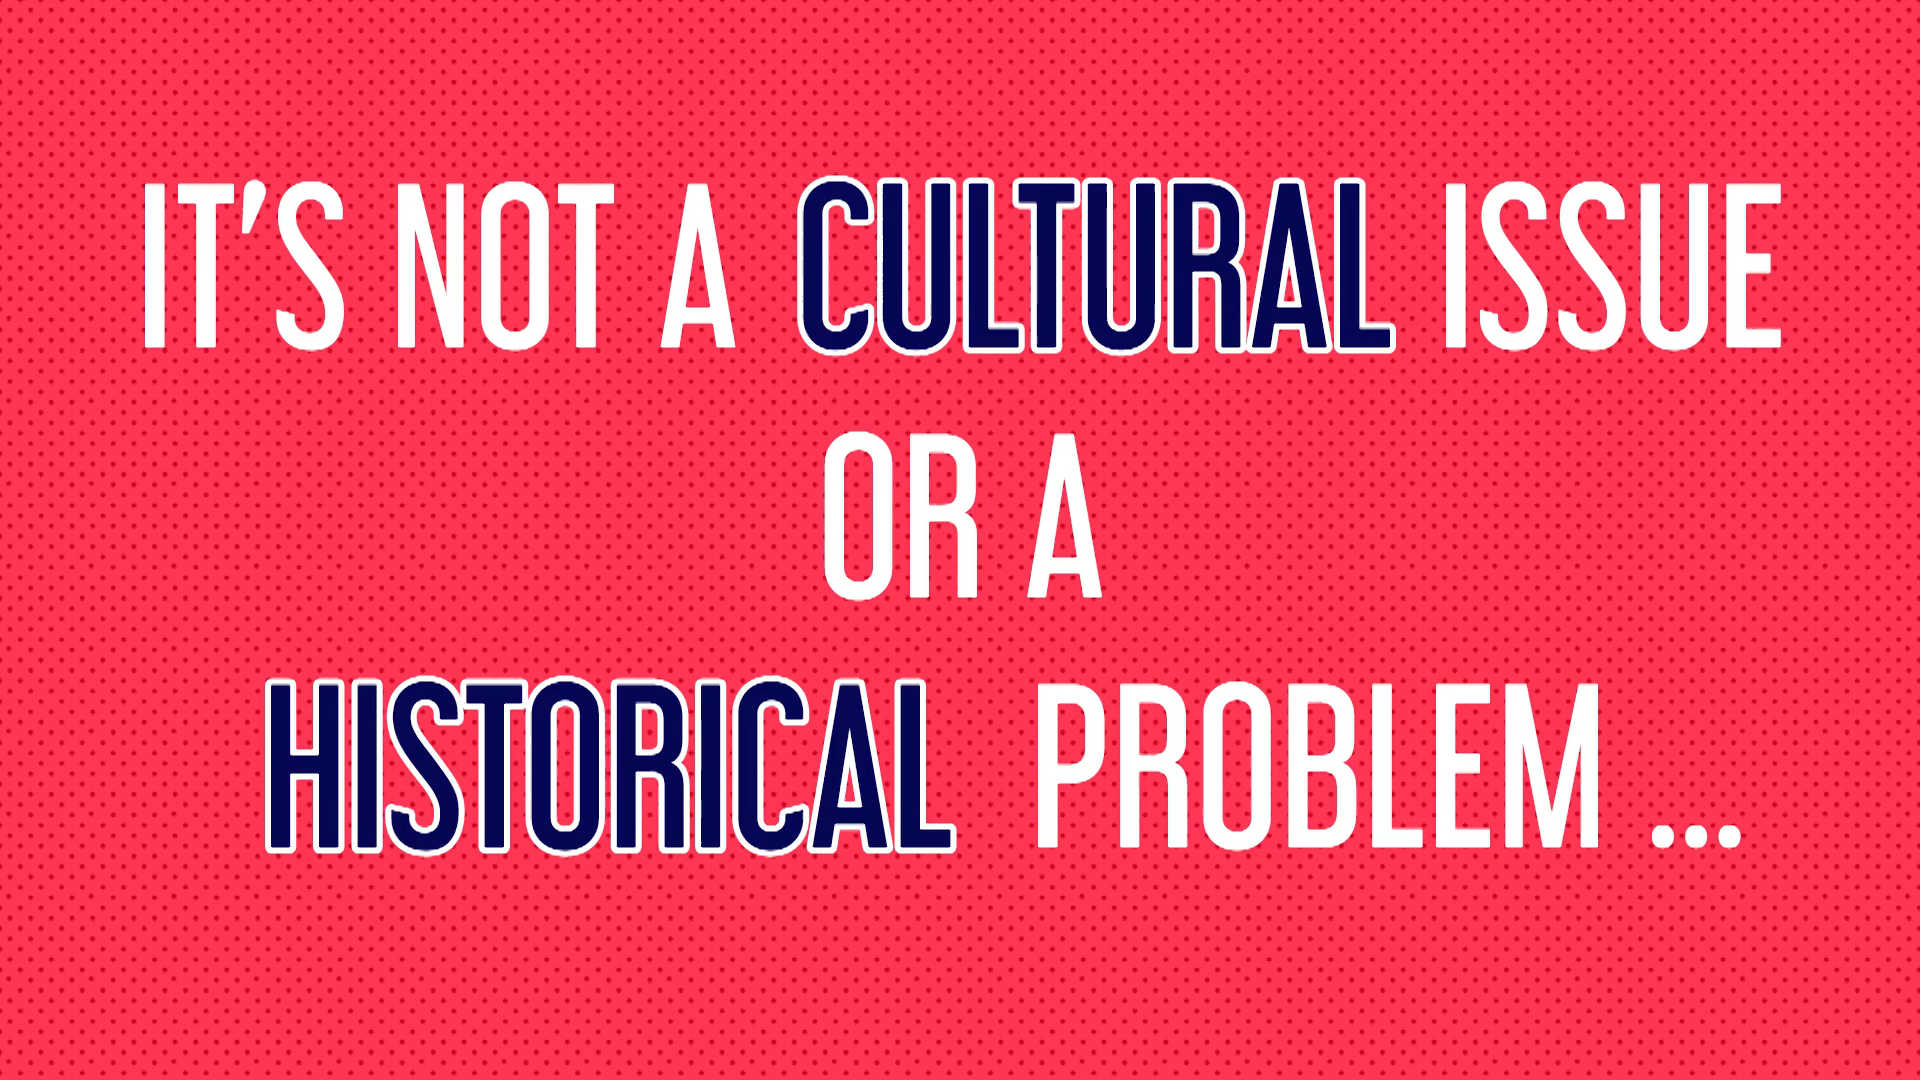 IT'S NOT A CULTURAL ISSUE
OR A
HISTORICAL PROBLEM ...